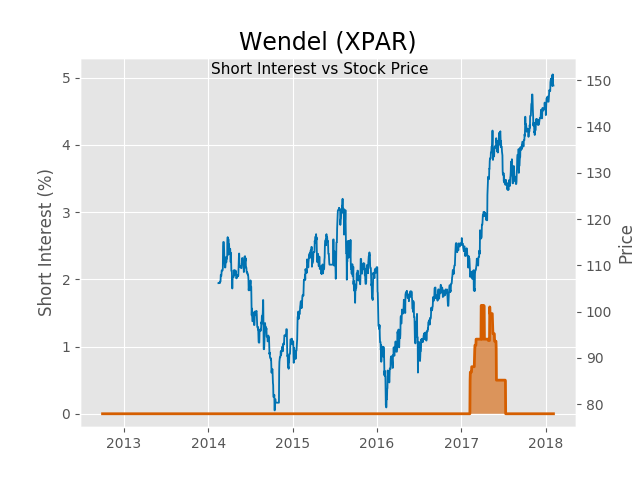 Wendel (XPAR)
Short Interest vs Stock Price
Short Interest (%)
5
4
3
2
1
0
150
140
130
120
110
100
90
80
Price
2013 2014 2015 2016 2017 2018